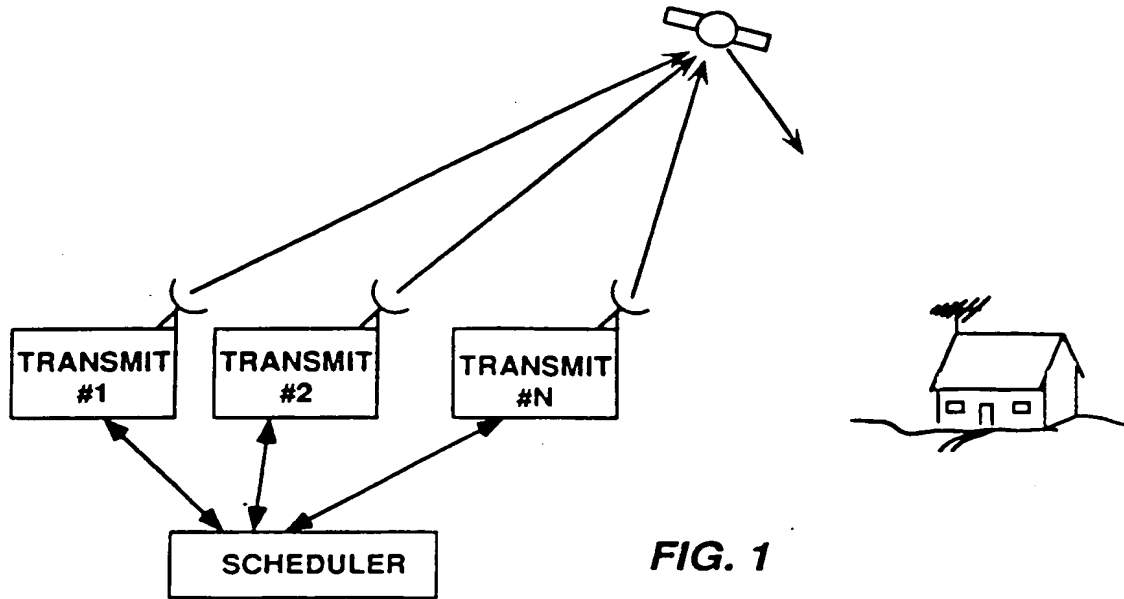 TRANSMIT
#1
TRANSMIT
#2
TRANSMIT
#N
SCHEDULER
FIG. 1